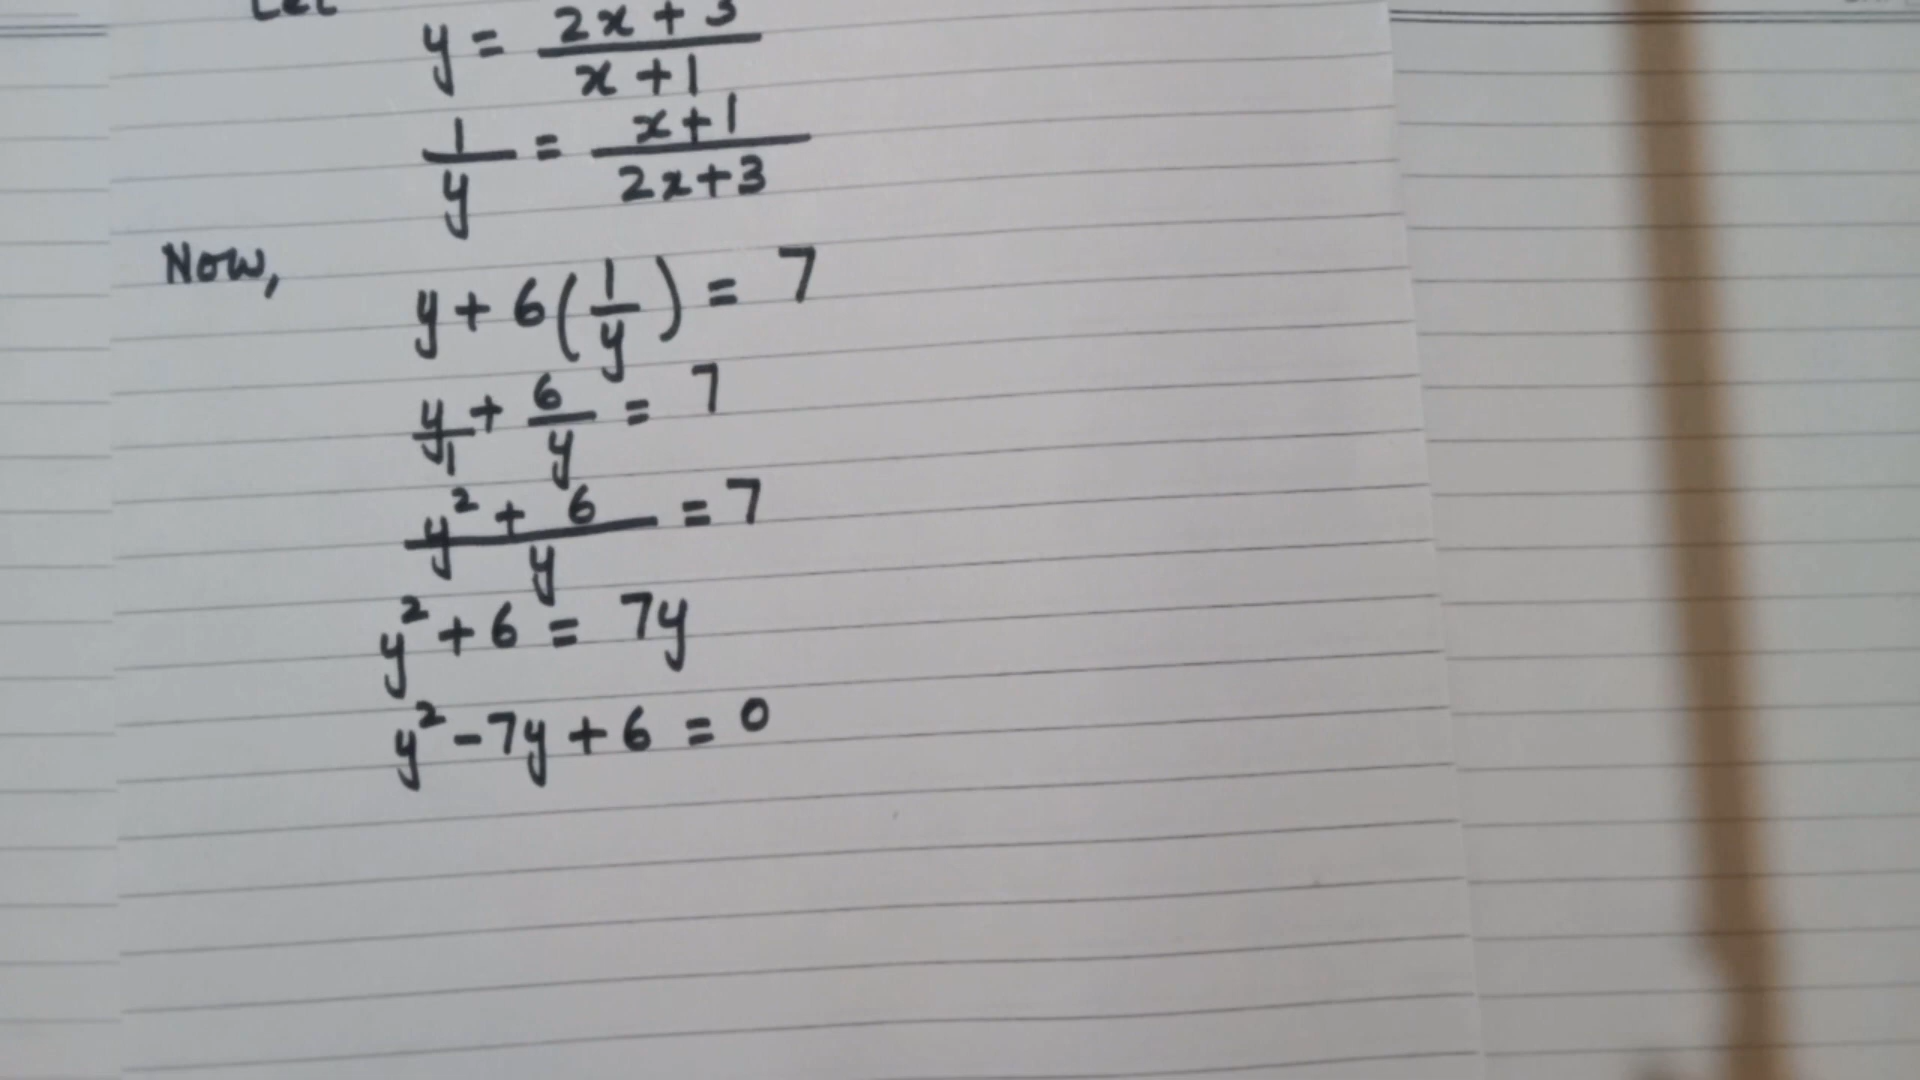 Let
y = (2x + 3)/(x + 1)
1/y = (x + 1)/(2x + 3)
Now,
y + 6(1/y) = 7
y/1 + 6/y = 7
(y² + 6)/y = 7
y² + 6 = 7y
y² - 7y + 6 = 0